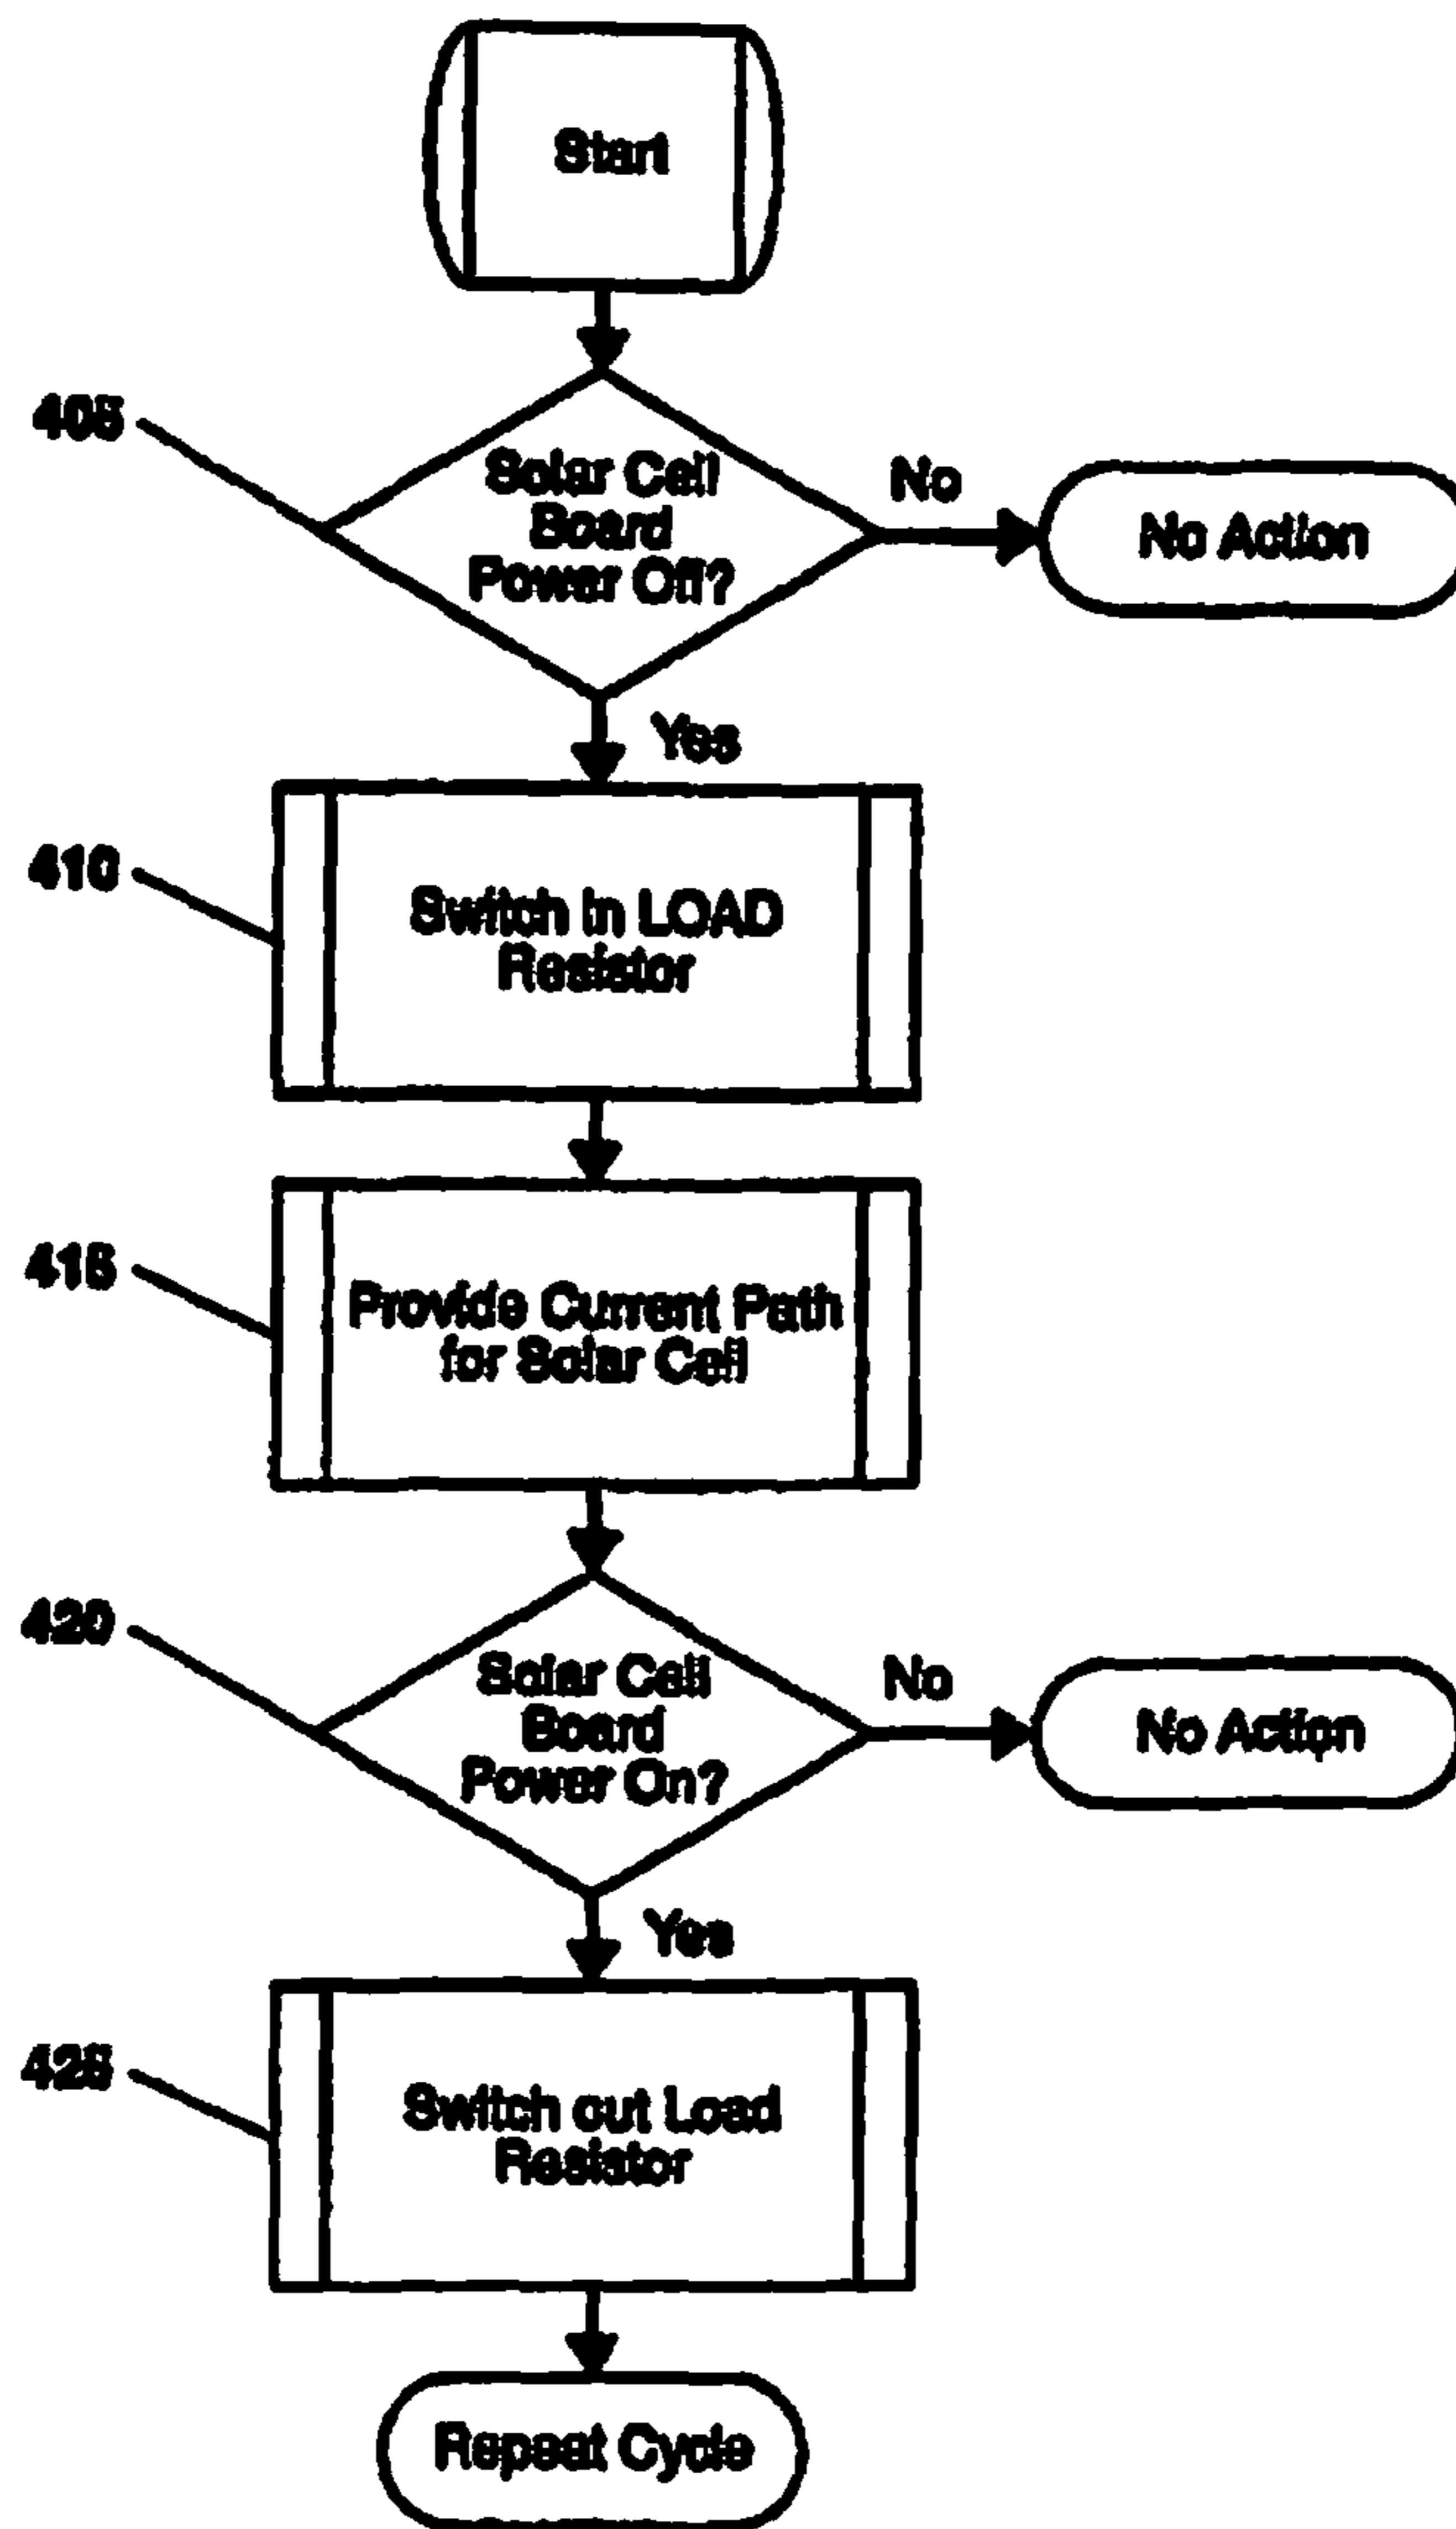 Start
405
Solar Cell
Board
Power Off?
No
No Action
Yes
410
Switch in LOAD
Resistor
415
Provide Current Path
for Solar Cell
420
Solar Cell
Board
Power On?
No
No Action
Yes
425
Switch out Load
Resistor
Repeat Cycle